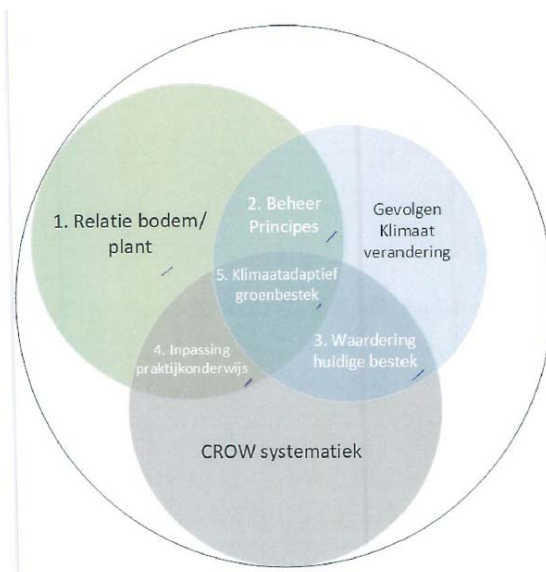 1. Relatie bodem/
plant
2. Beheer
Principes
Gevolgen
Klimaat
verandering
5. Klimaatadaptief
groenbestek
4. Inpassing
praktijkonderwijs
3. Waardering
huidige bestek
CROW systematiek